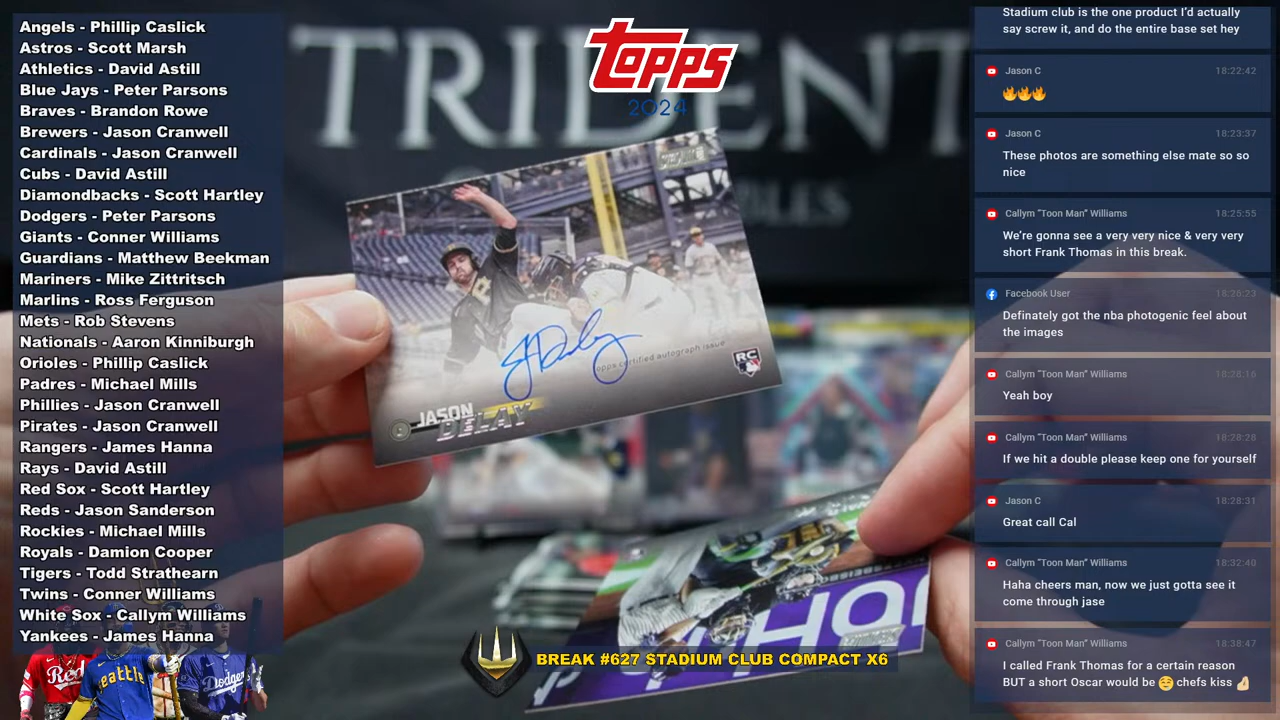 Angels - Phillip Caslick
Astros - Scott Marsh
Athletics - David Astill
Blue Jays - Peter Parsons
Braves - Brandon Rowe
Brewers - Jason Cranwell
Cardinals - Jason Cranwell
Cubs - David Astill
Diamondbacks - Scott Hartley
Dodgers - Peter Parsons
Giants - Conner Williams
Guardians - Matthew Beekman
Mariners - Mike Zittritsch
Marlins - Ross Ferguson
Mets - Rob Stevens
Nationals - Aaron Kinniburgh
Orioles - Phillip Caslick
Padres - Michael Mills
Phillies - Jason Cranwell
Pirates - Jason Cranwell
Rangers - James Hanna
Rays - David Astill
Red Sox - Scott Hartley
Reds - Jason Sanderson
Rockies - Michael Mills
Royals - Damion Cooper
Tigers - Todd Strathearn
Twins - Conner Williams
White Sox - Callym Williams
Yankees - James Hanna
Reds
seattle
Dodgers
TRIDENT
topps
2024
J Delay
topps certified autograph issue
RC
JASON
DELAY
BREAK #627 STADIUM CLUB COMPACT X6
Stadium club is the one product I'd actually
say screw it, and do the entire base set hey
Jason C 18:22:42
🔥🔥🔥
Jason C 18:23:37
These photos are something else mate so so
nice
Callym "Toon Man" Williams 18:25:55
We're gonna see a very very nice & very very
short Frank Thomas in this break.
Facebook User 18:26:23
Definately got the nba photogenic feel about
the images
Callym "Toon Man" Williams 18:28:16
Yeah boy
Callym "Toon Man" Williams 18:28:28
If we hit a double please keep one for yourself
Jason C 18:28:31
Great call Cal
Callym "Toon Man" Williams 18:32:40
Haha cheers man, now we just gotta see it
come through jase
Callym "Toon Man" Williams 18:38:47
I called Frank Thomas for a certain reason
BUT a short Oscar would be ☺️ chefs kiss 🤌🏼